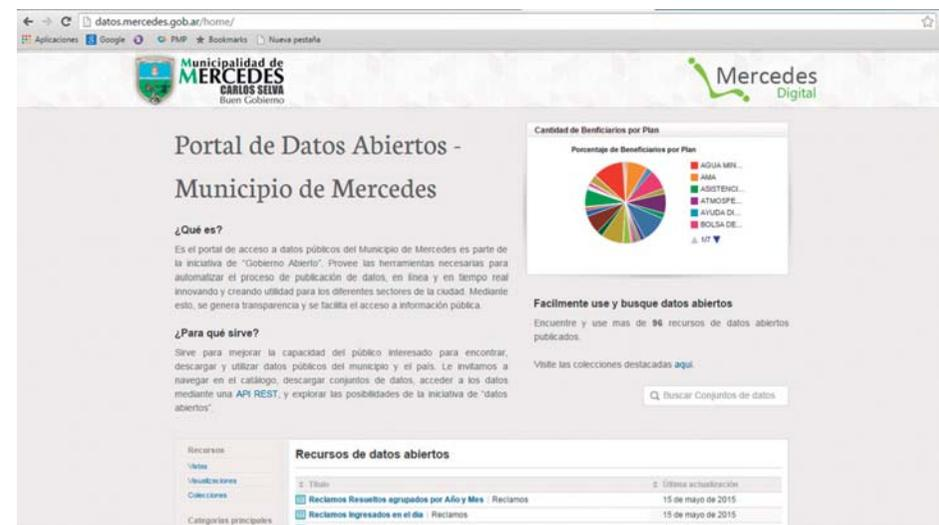 datos.mercedes.gob.ar/home/
Aplicaciones Google PMP Bookmarks Nueva pestaña
Municipalidad de
MERCEDES
CARLOS SELVA
Buen Gobierno
Mercedes
Digital
Portal de Datos Abiertos -
Municipio de Mercedes
¿Qué es?
Es el portal de acceso a datos públicos del Municipio de Mercedes es parte de
la iniciativa de "Gobierno Abierto". Provee las herramientas necesarias para
automatizar el proceso de publicación de datos, en línea y en tiempo real
innovando y creando utilidad para los diferentes sectores de la ciudad. Mediante
esto, se genera transparencia y se facilita el acceso a información pública.
¿Para qué sirve?
Sirve para mejorar la capacidad del público interesado para encontrar,
descargar y utilizar datos públicos del municipio y el país. Le invitamos a
navegar en el catálogo, descargar conjuntos de datos, acceder a los datos
mediante una API REST, y explorar las posibilidades de la iniciativa de "datos
abiertos".
Cantidad de Benficiarios por Plan
Porcentaje de Beneficiarios por Plan
AGUA MIN...
AMA
ASISTENCI...
ATMOSFE...
AYUDA DI...
BOLSA DE...
1/7
Facilmente use y busque datos abiertos
Encuentre y use mas de 96 recursos de datos abiertos
publicados.
Visite las colecciones destacadas aquí.
Buscar Conjuntos de datos
Recursos
Vistas
Visualizaciones
Colecciones
Categorías principales
Recursos de datos abiertos
Título Última actualización
Reclamos Resueltos agrupados por Año y Mes | Reclamos 15 de mayo de 2015
Reclamos Ingresados en el día | Reclamos 15 de mayo de 2015